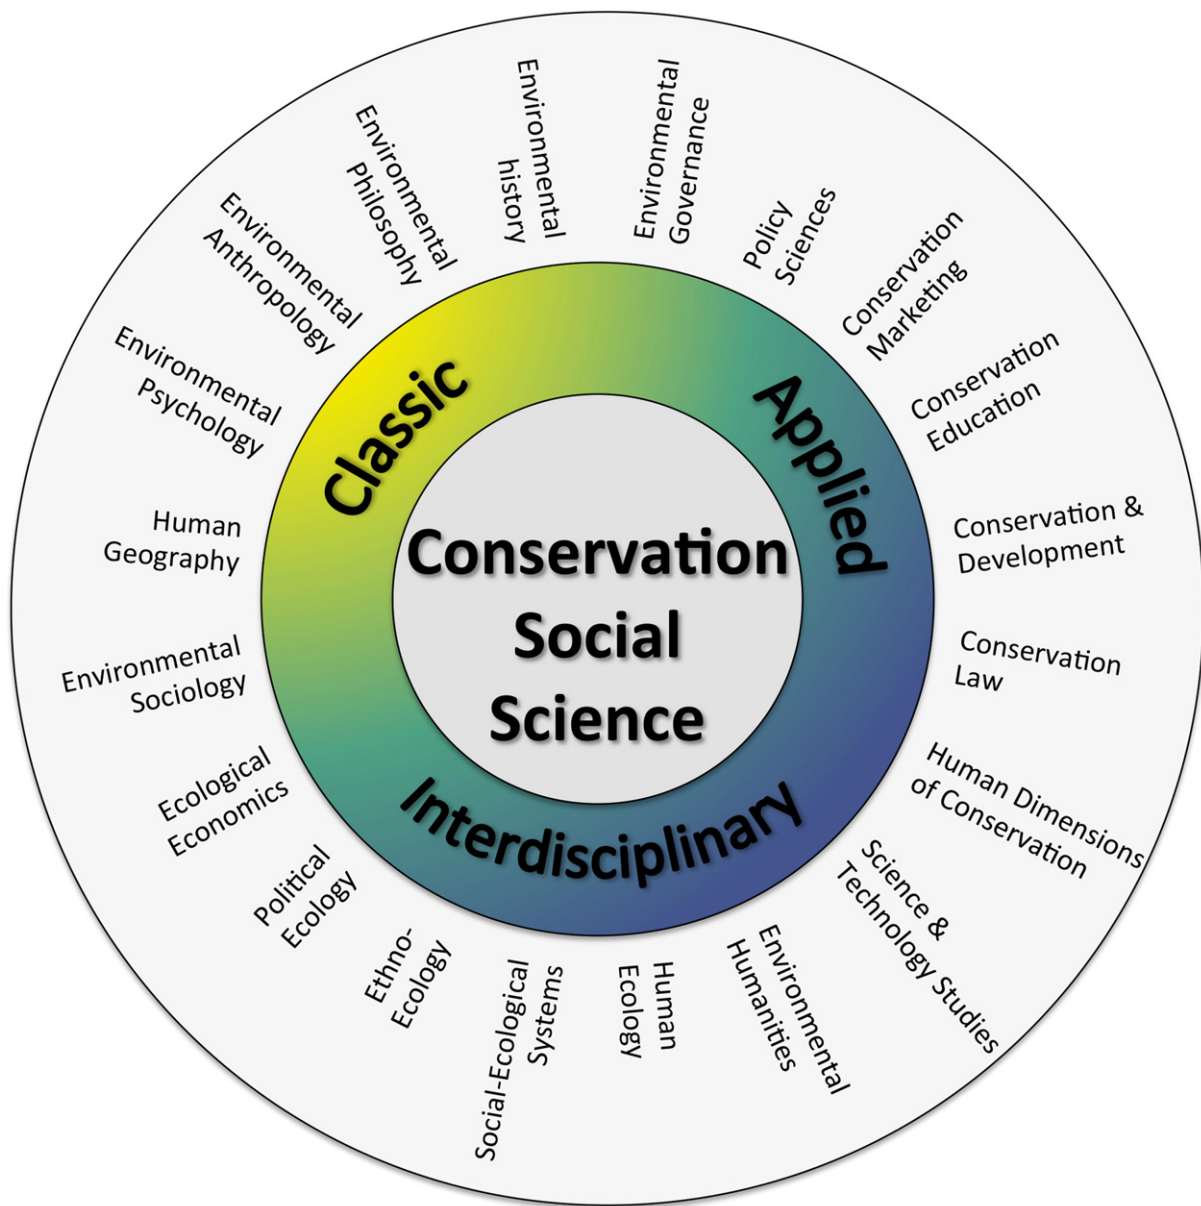 Conservation
Social
Science
Classic
Applied
Interdisciplinary
Environmental
history
Environmental
Governance
Policy
Sciences
Conservation
Marketing
Conservation
Education
Conservation &
Development
Conservation
Law
Human Dimensions
of Conservation
Science &
Technology Studies
Environmental
Humanities
Human
Ecology
Social-Ecological
Systems
Ethno-
Ecology
Political
Ecology
Ecological
Economics
Environmental
Sociology
Human
Geography
Environmental
Psychology
Environmental
Anthropology
Environmental
Philosophy